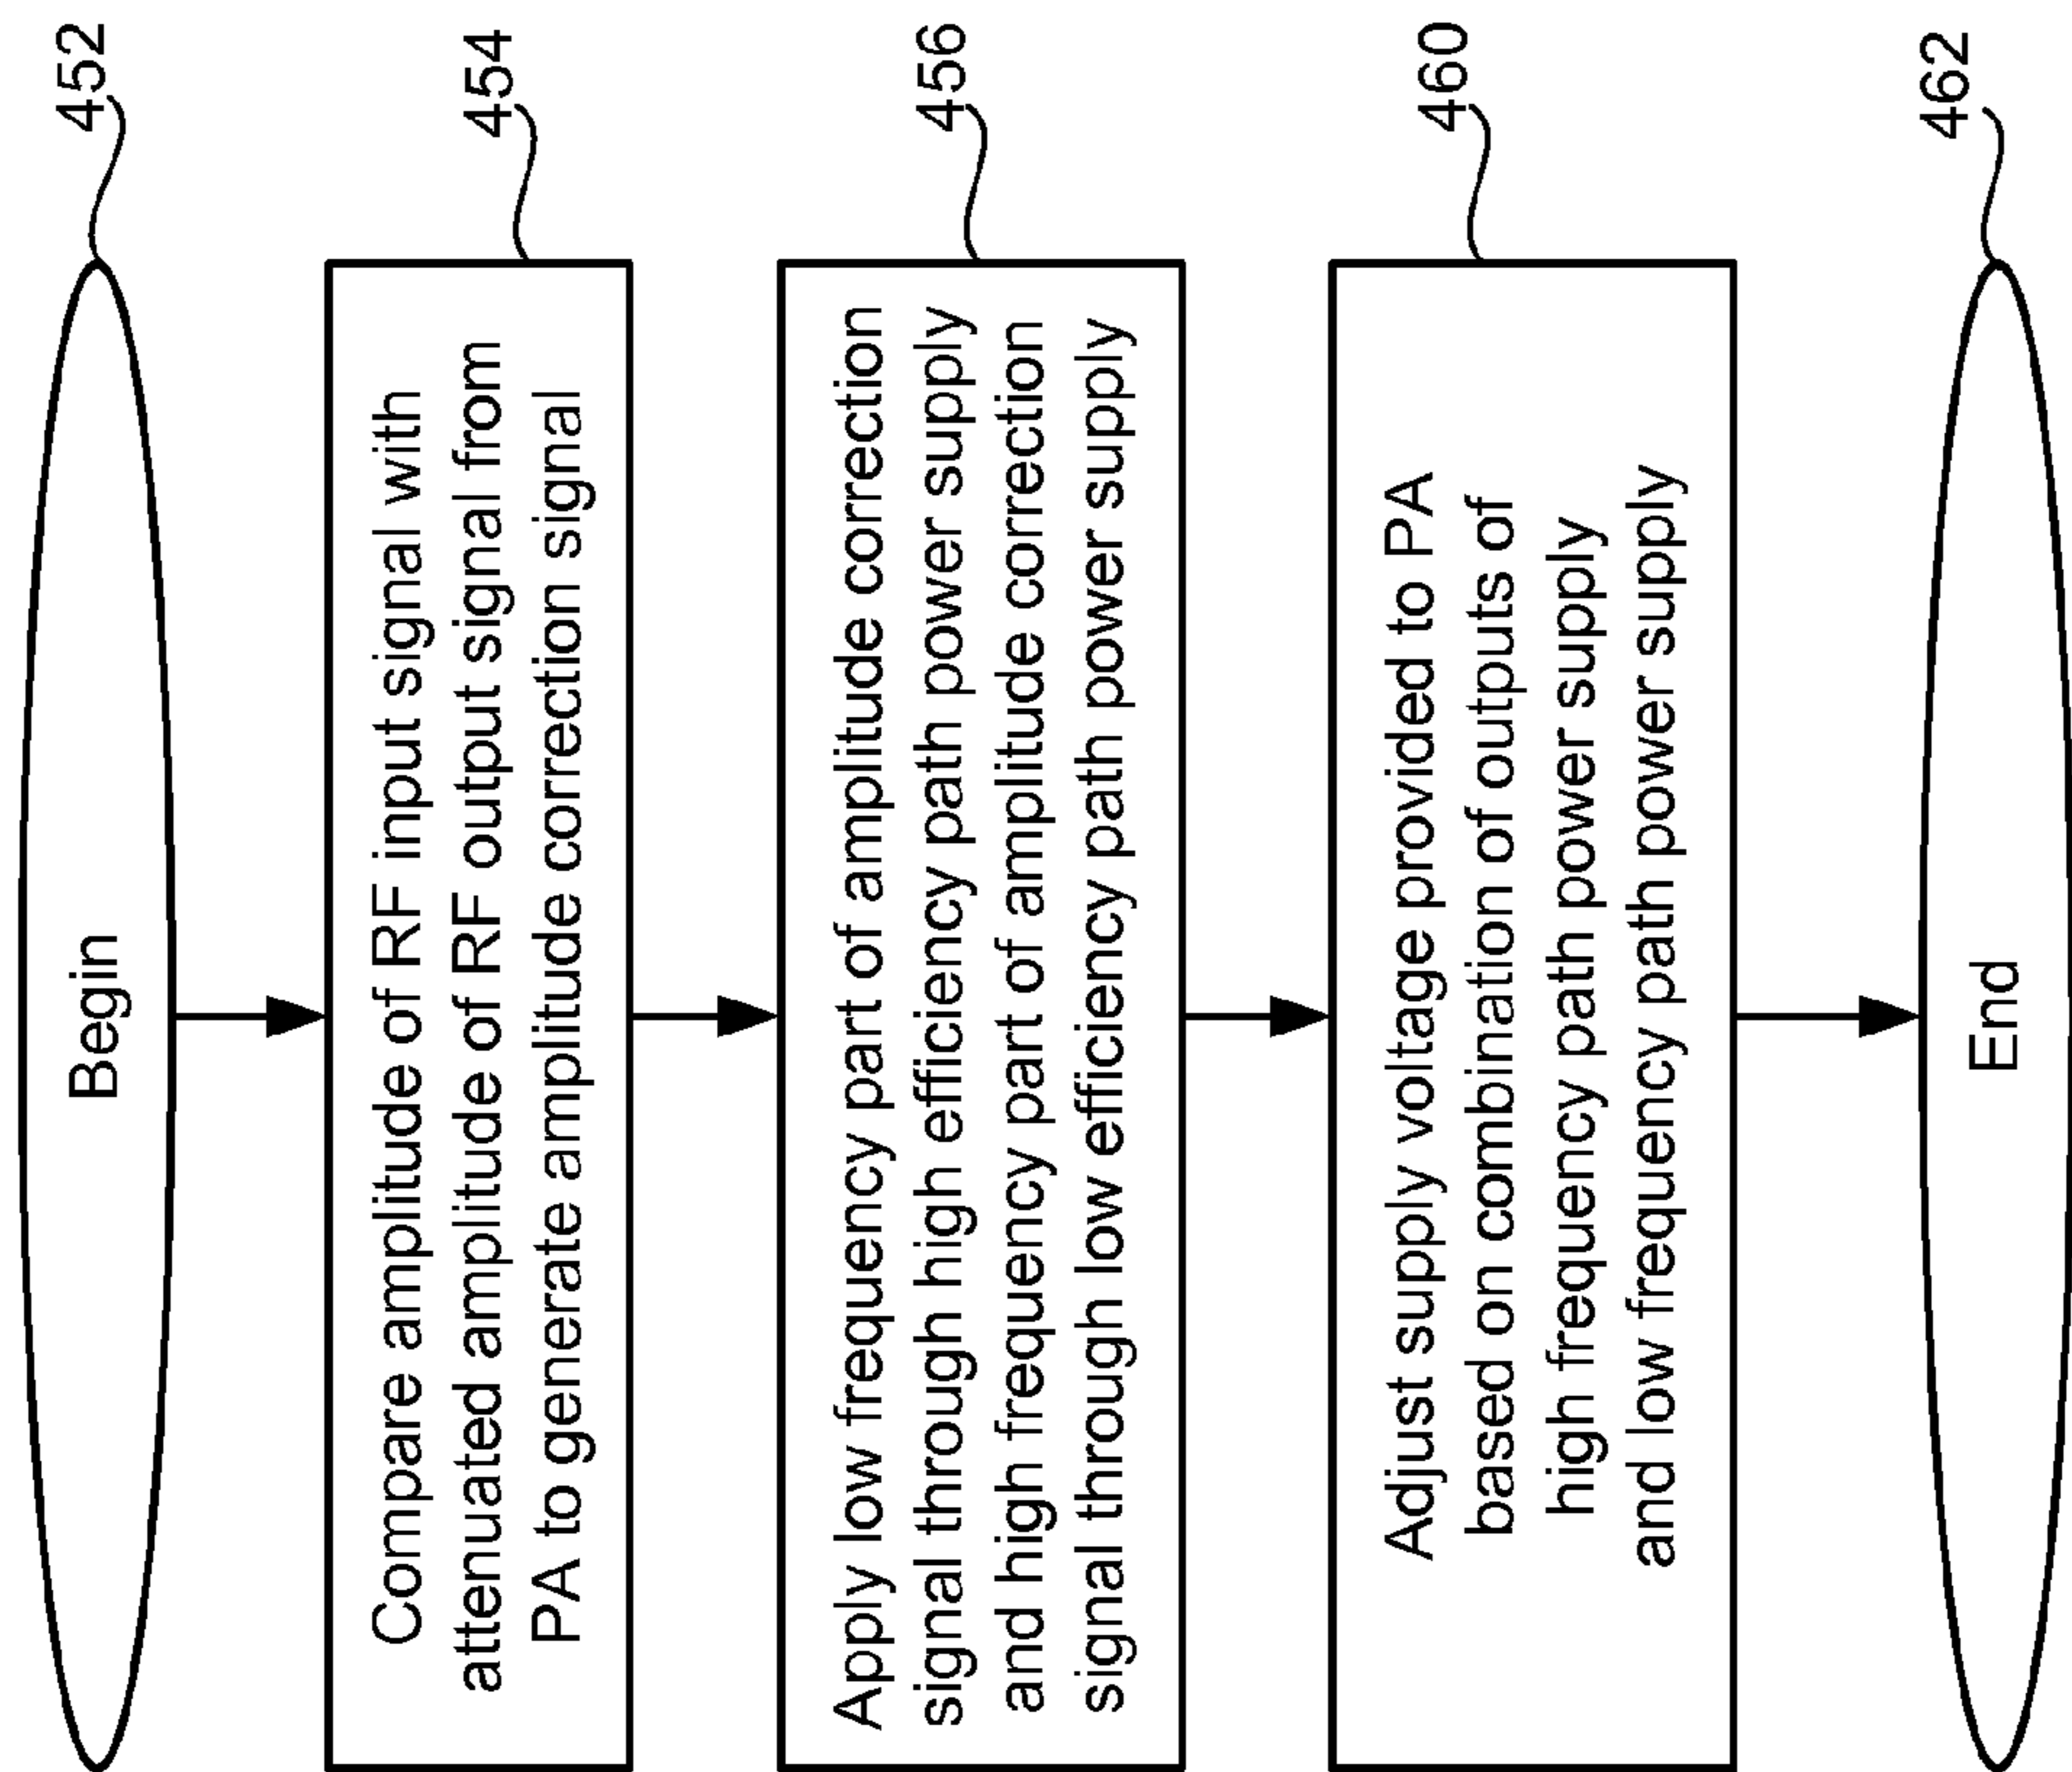 Begin
452
Compare amplitude of RF input signal with
attenuated amplitude of RF output signal from
PA to generate amplitude correction signal
454
Apply low frequency part of amplitude correction
signal through high efficiency path power supply
and high frequency part of amplitude correction
signal through low efficiency path power supply
456
Adjust supply voltage provided to PA
based on combination of outputs of
high frequency path power supply
and low frequency path power supply
460
End
462